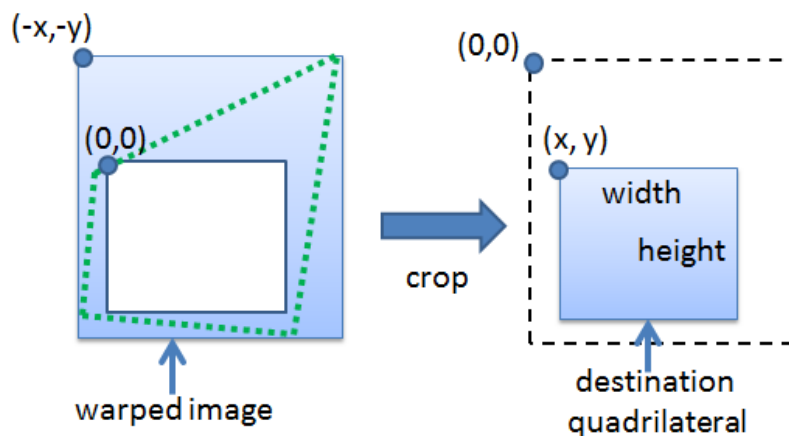 (-x,-y)
(0,0)
warped image
crop
(0,0)
(x, y)
width
height
destination
quadrilateral